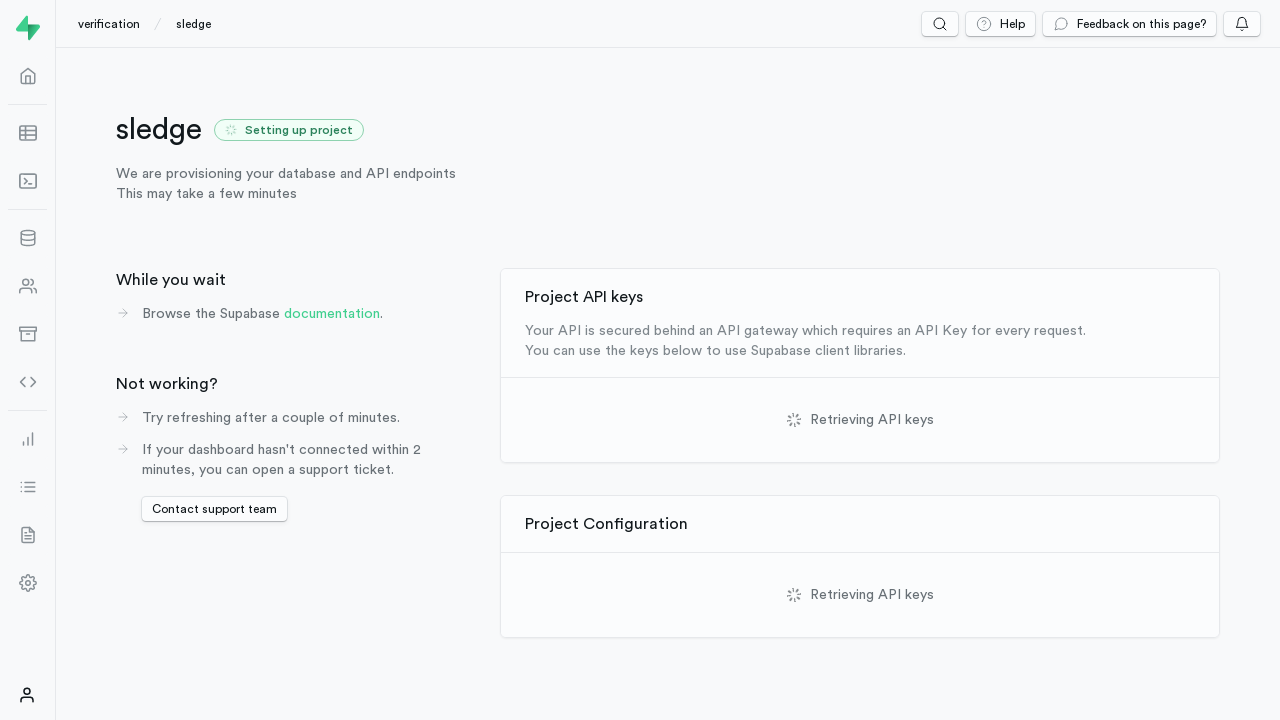 verification / sledge
Help
Feedback on this page?
sledge
Setting up project
We are provisioning your database and API endpoints
This may take a few minutes
While you wait
Browse the Supabase documentation.
Not working?
Try refreshing after a couple of minutes.
If your dashboard hasn't connected within 2
minutes, you can open a support ticket.
Contact support team
Project API keys
Your API is secured behind an API gateway which requires an API Key for every request.
You can use the keys below to use Supabase client libraries.
Retrieving API keys
Project Configuration
Retrieving API keys